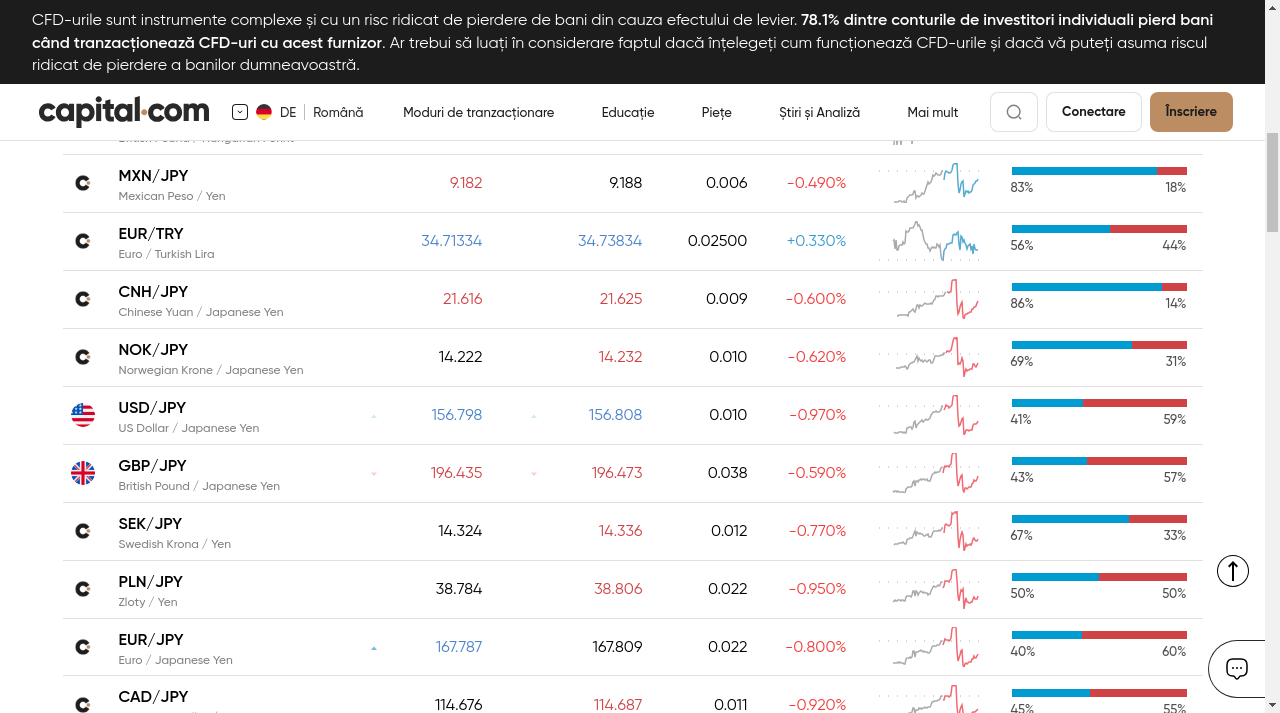 CFD-urile sunt instrumente complexe și cu un risc ridicat de pierdere de bani din cauza efectului de levier. 78.1% dintre conturile de investitori individuali pierd bani
când tranzacționează CFD-uri cu acest furnizor. Ar trebui să luați în considerare faptul dacă înțelegeți cum funcționează CFD-urile și dacă vă puteți asuma riscul
ridicat de pierdere a banilor dumneavoastră.
capital.com DE Română Moduri de tranzacționare Educație Piețe Știri și Analiză Mai mult Conectare Înscriere
MXN/JPY 9.182 9.188 0.006 -0.490%
Mexican Peso / Yen 83% 18%
EUR/TRY 34.71334 34.73834 0.02500 +0.330%
Euro / Turkish Lira 56% 44%
CNH/JPY 21.616 21.625 0.009 -0.600%
Chinese Yuan / Japanese Yen 86% 14%
NOK/JPY 14.222 14.232 0.010 -0.620%
Norwegian Krone / Japanese Yen 69% 31%
USD/JPY 156.798 156.808 0.010 -0.970%
US Dollar / Japanese Yen 41% 59%
GBP/JPY 196.435 196.473 0.038 -0.590%
British Pound / Japanese Yen 43% 57%
SEK/JPY 14.324 14.336 0.012 -0.770%
Swedish Krona / Yen 67% 33%
PLN/JPY 38.784 38.806 0.022 -0.950%
Zloty / Yen 50% 50%
EUR/JPY 167.787 167.809 0.022 -0.800%
Euro / Japanese Yen 40% 60%
CAD/JPY 114.676 114.687 0.011 -0.920%
45% 55%